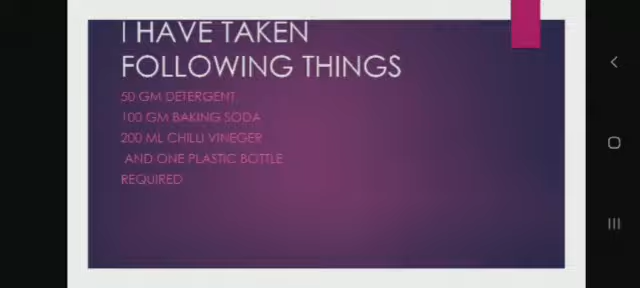 I HAVE TAKEN
FOLLOWING THINGS
50 GM DETERGENT
100 GM BAKING SODA
200 ML CHILLI VINEGER
AND ONE PLASTIC BOTTLE
REQUIRED